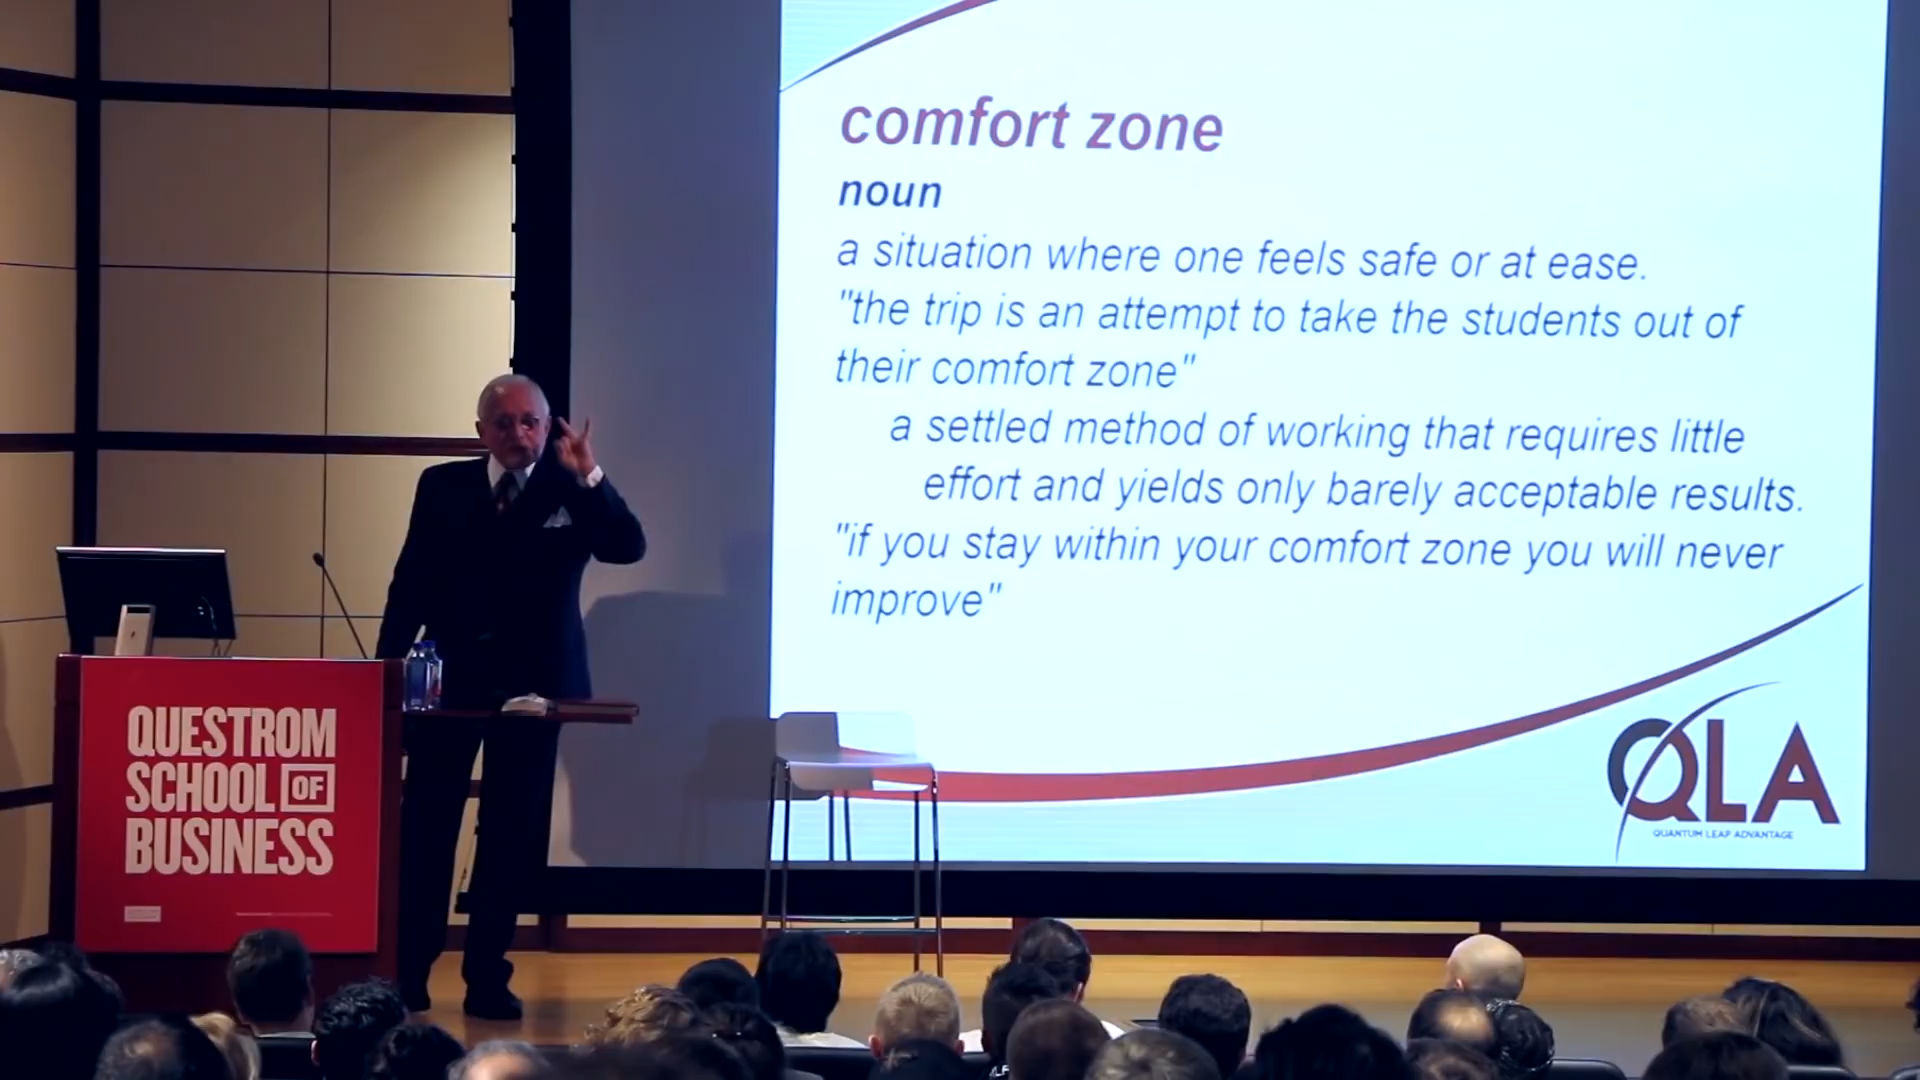 comfort zone
noun
a situation where one feels safe or at ease.
"the trip is an attempt to take the students out of
their comfort zone"
a settled method of working that requires little
effort and yields only barely acceptable results.
"if you stay within your comfort zone you will never
improve"
QLA
QUANTUM LEAP ADVANTAGE
QUESTROM
SCHOOL OF
BUSINESS